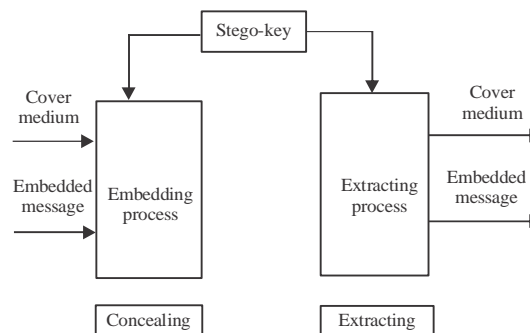 Stego-key
Cover
medium
Embedded
message
Embedding
process
Extracting
process
Cover
medium
Embedded
message
Concealing
Extracting